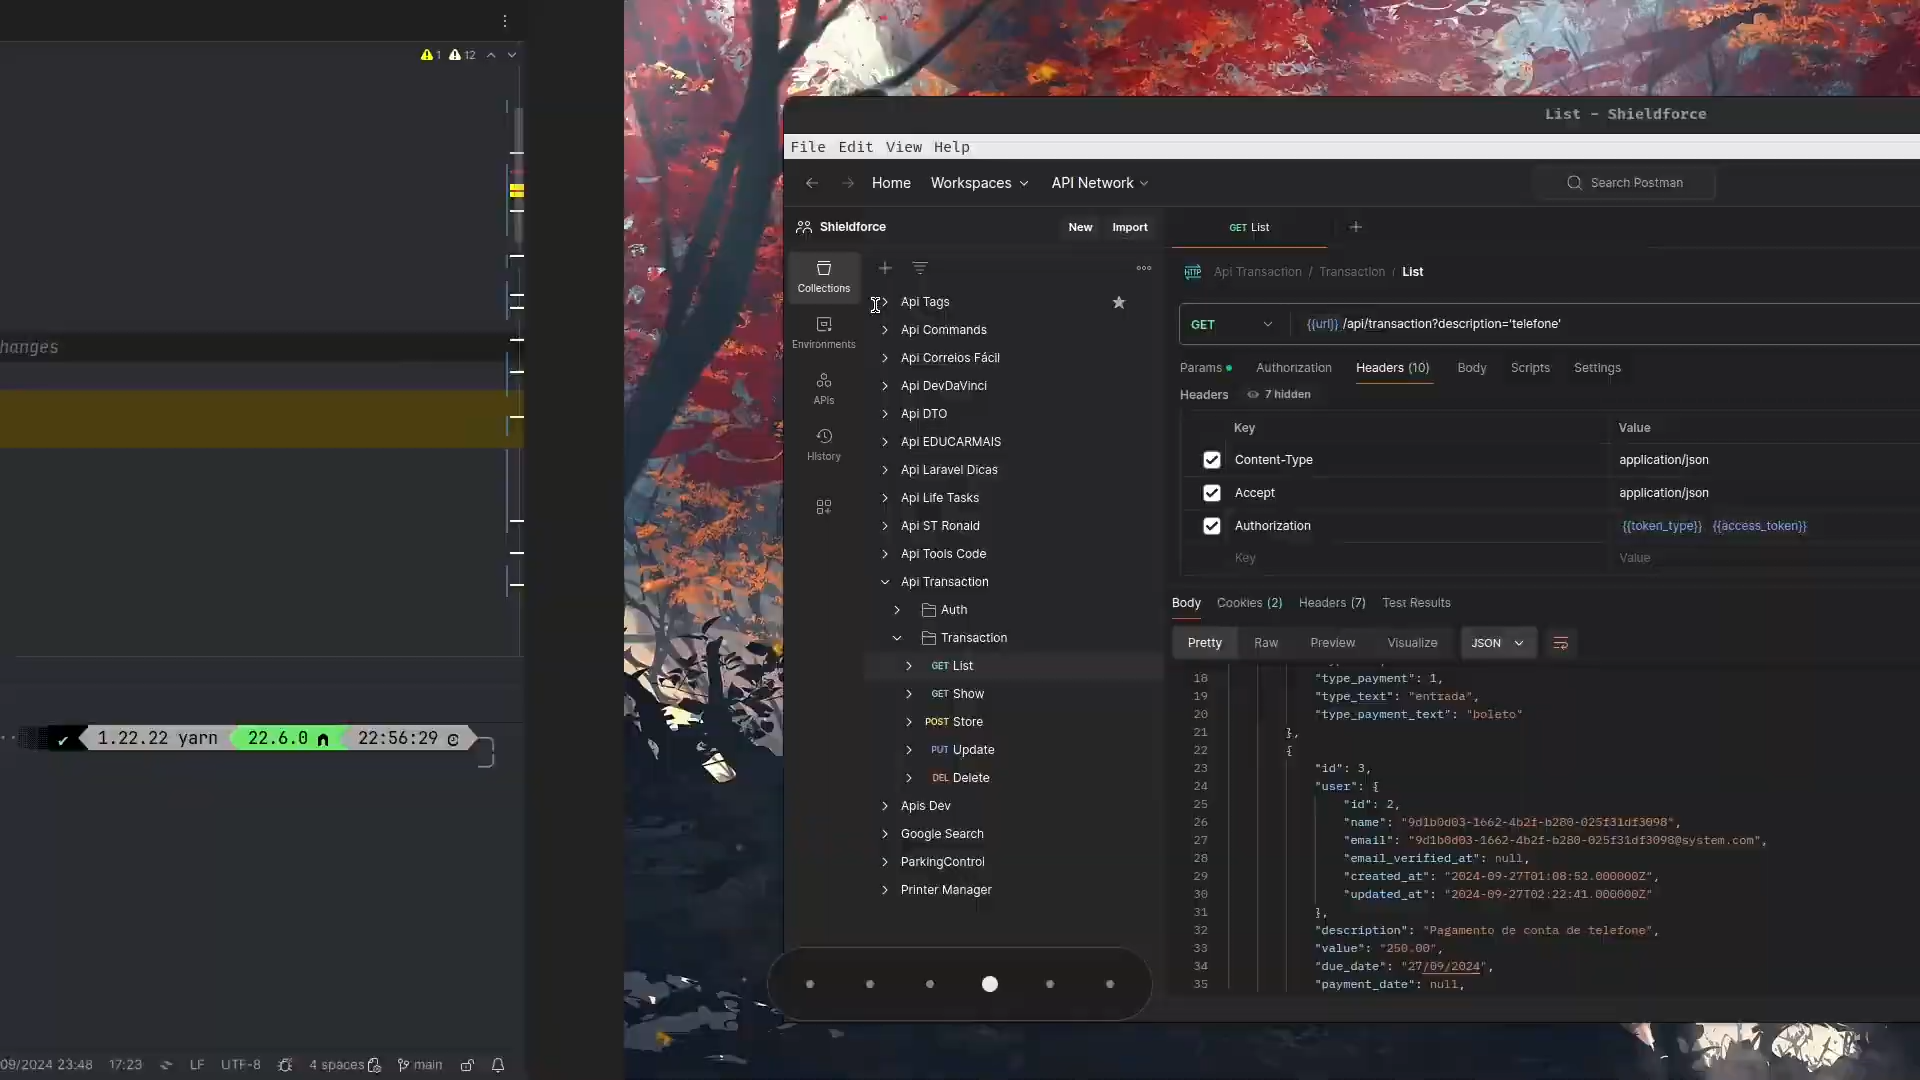 1 12
hanges
1.22.22 yarn 22.6.0 22:56:29
09/2024 23:48 17:23 LF UTF-8 4 spaces main
List - Shieldforce
File Edit View Help
Home Workspaces API Network Search Postman
Shieldforce New Import GET List
Collections
Environments
APIs
History
Api Tags
Api Commands
Api Correios Fácil
Api DevDaVinci
Api DTO
Api EDUCARMAIS
Api Laravel Dicas
Api Life Tasks
Api ST Ronald
Api Tools Code
Api Transaction
Auth
Transaction
GET List
GET Show
POST Store
PUT Update
DEL Delete
Apis Dev
Google Search
ParkingControl
Printer Manager
HTTP Api Transaction / Transaction / List
GET {{url}} /api/transaction?description='telefone'
Params Authorization Headers (10) Body Scripts Settings
Headers 7 hidden
Key Value
Content-Type application/json
Accept application/json
Authorization {{token_type}} {{access_token}}
Key Value
Body Cookies (2) Headers (7) Test Results
Pretty Raw Preview Visualize JSON
18 "type_payment": 1,
19 "type_text": "entrada",
20 "type_payment_text": "boleto"
21 },
22 {
23 "id": 3,
24 "user": {
25 "id": 2,
26 "name": "9d1b0d03-1662-4b2f-b280-025f31df3098",
27 "email": "9d1b0d03-1662-4b2f-b280-025f31df3098@system.com",
28 "email_verified_at": null,
29 "created_at": "2024-09-27T01:08:52.000000Z",
30 "updated_at": "2024-09-27T02:22:41.000000Z"
31 },
32 "description": "Pagamento de conta de telefone",
33 "value": "250.00",
34 "due_date": "27/09/2024",
35 "payment_date": null,